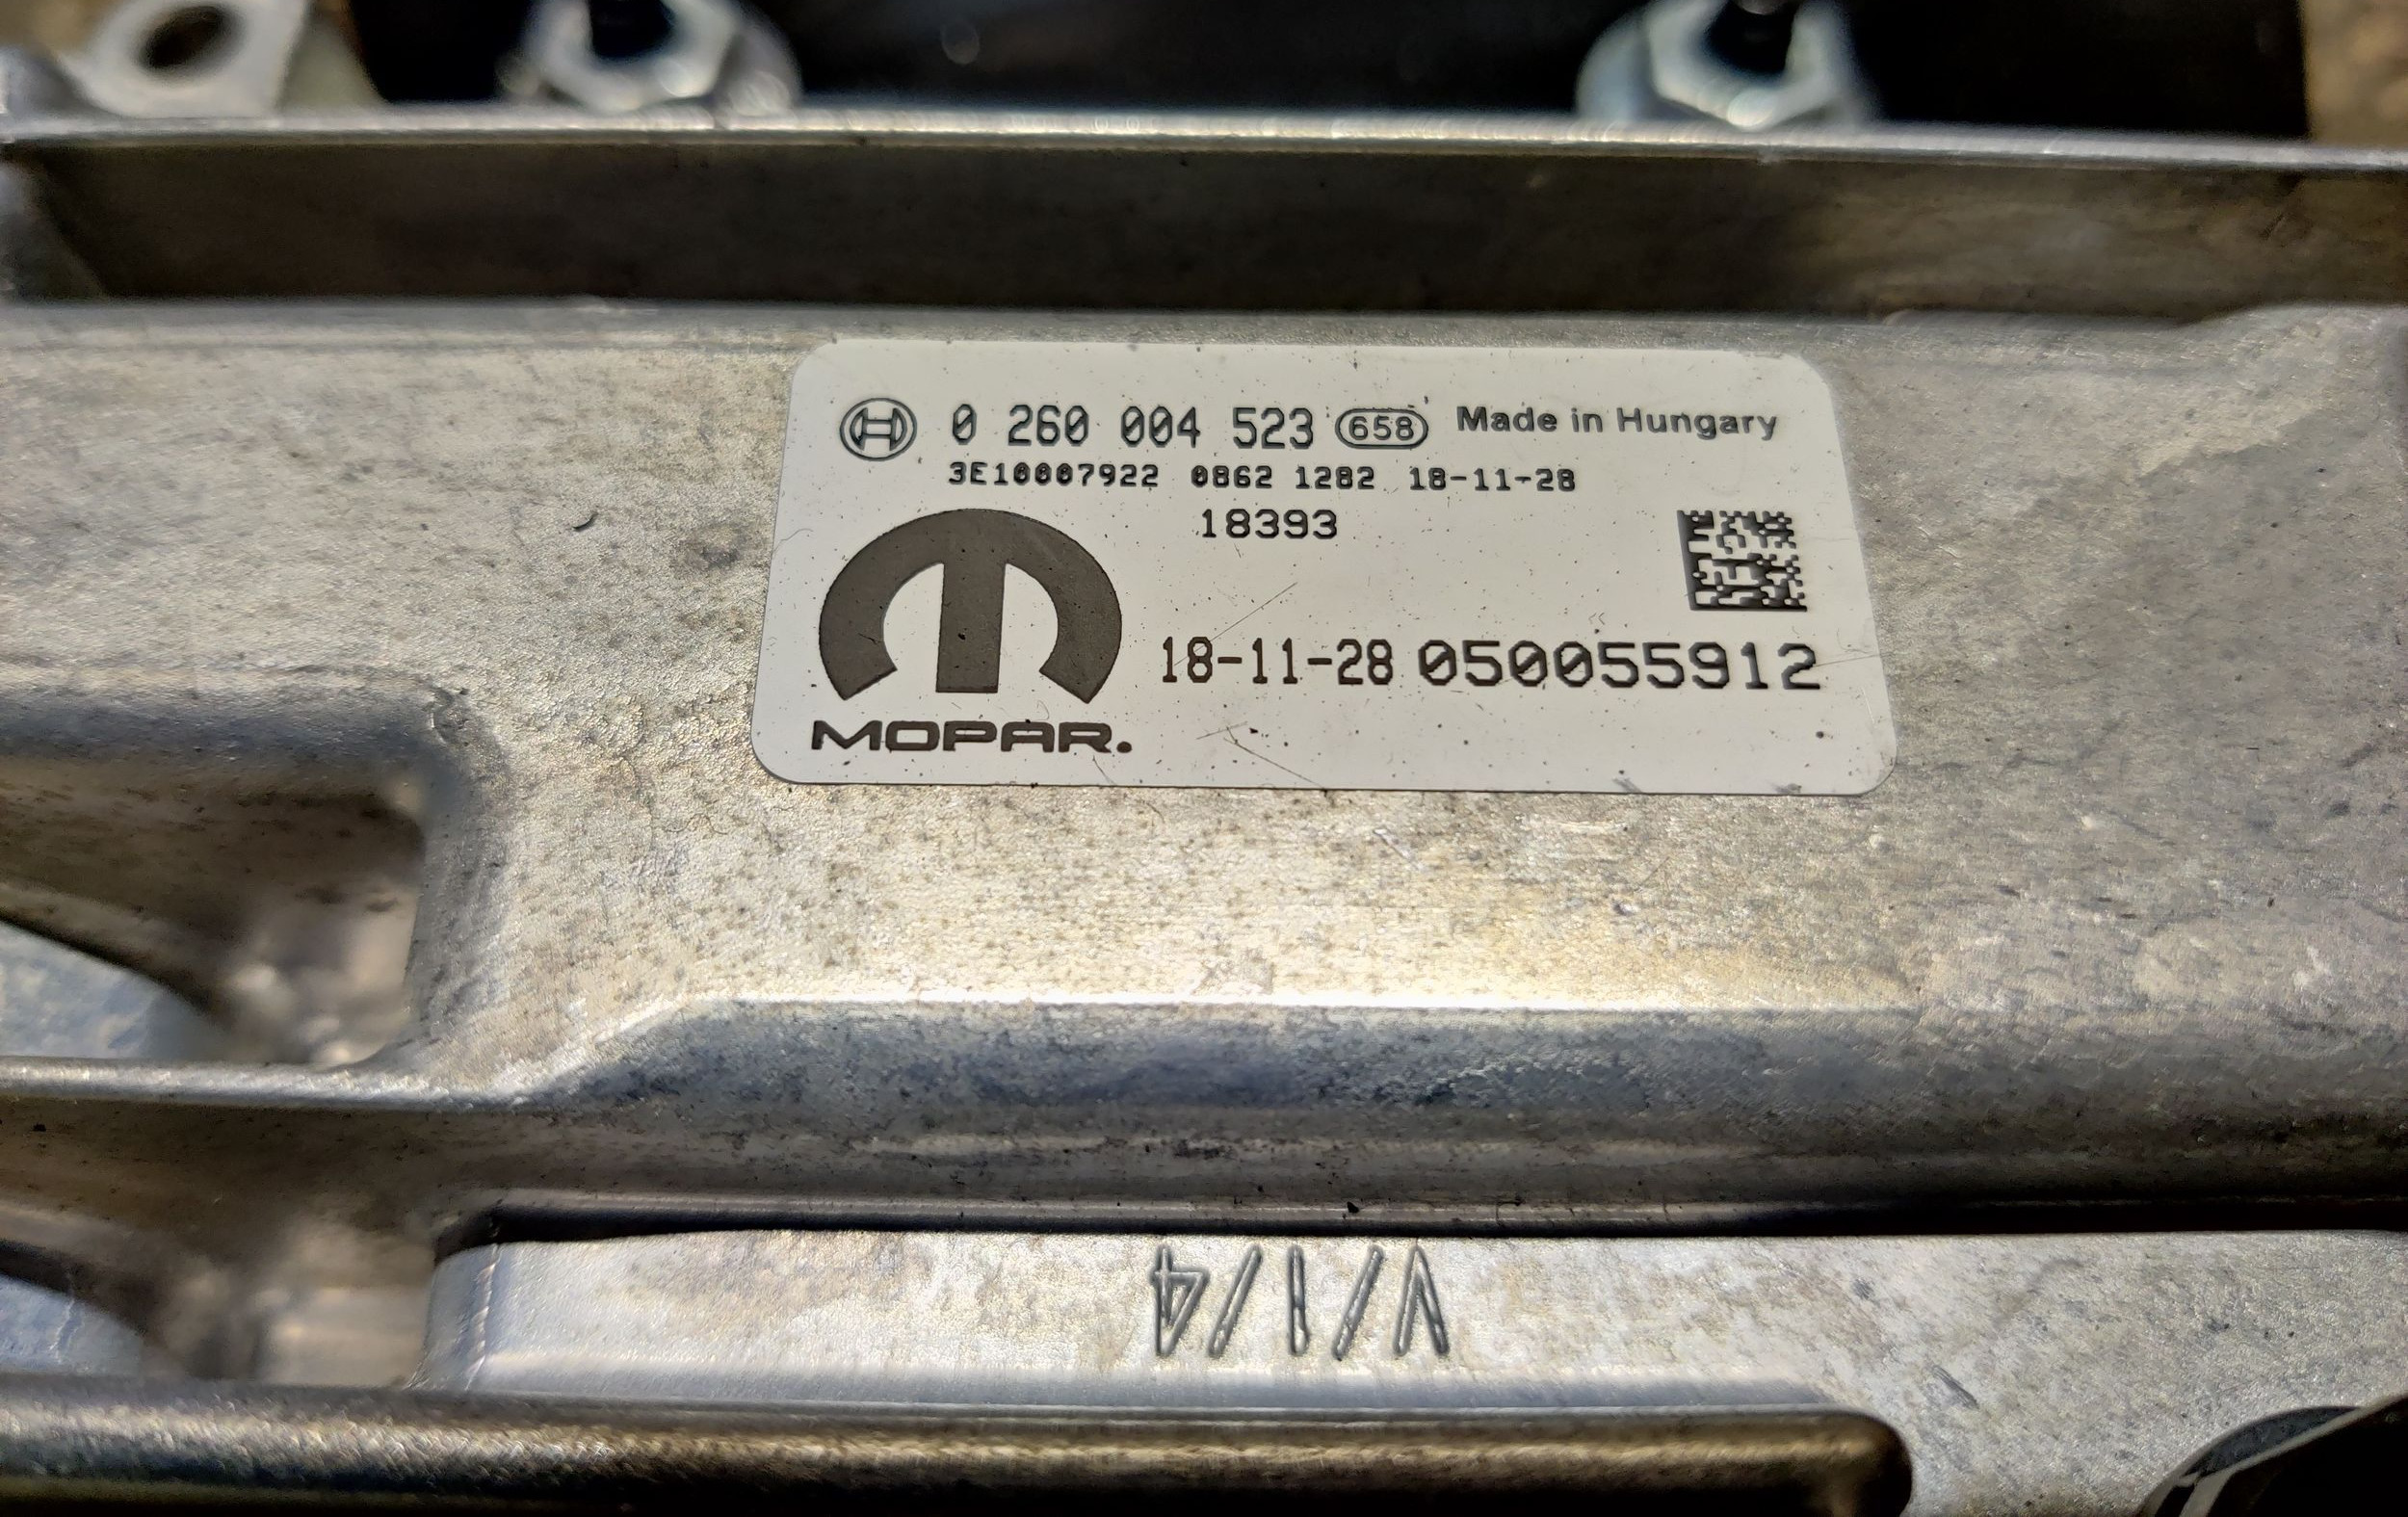 0 260 004 523 658 Made in Hungary
3E10007922 0862 1282 18-11-28
18393
18-11-28 050055912
MOPAR.
V/1/4